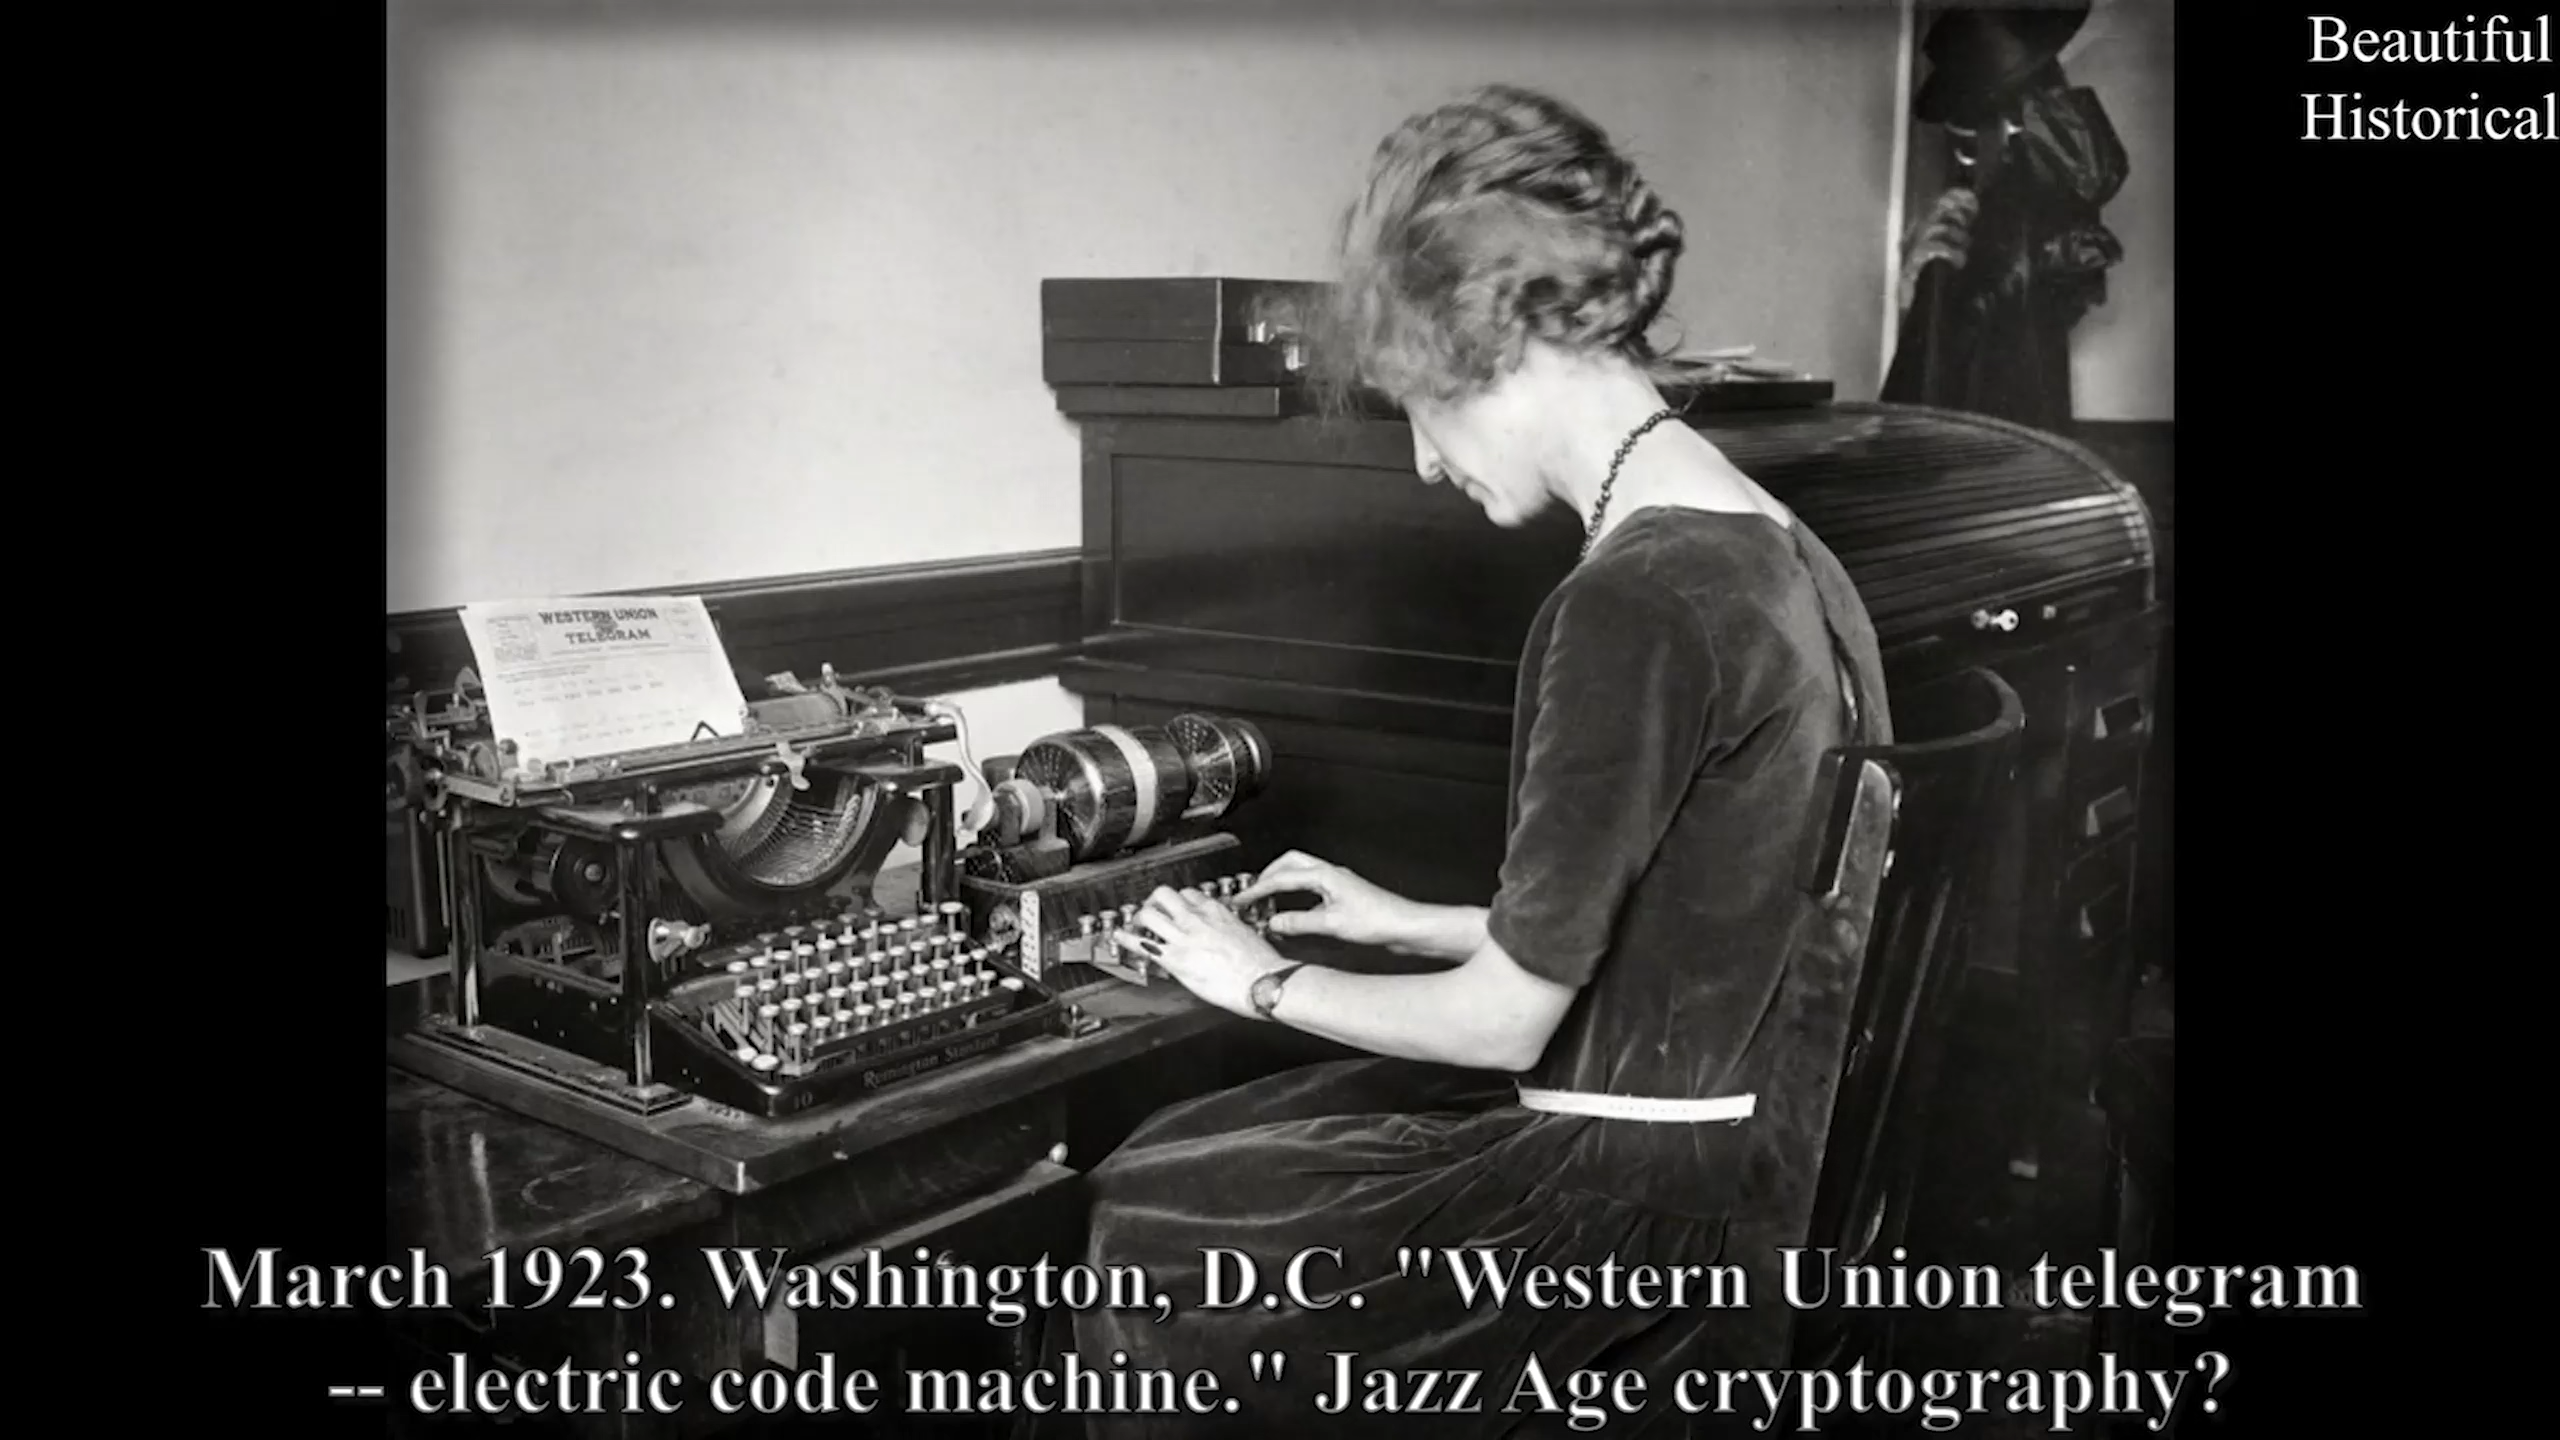 Beautiful
Historical
WESTERN UNION
TELEGRAM
Remington Standard
10
March 1923. Washington, D.C. "Western Union telegram
-- electric code machine." Jazz Age cryptography?